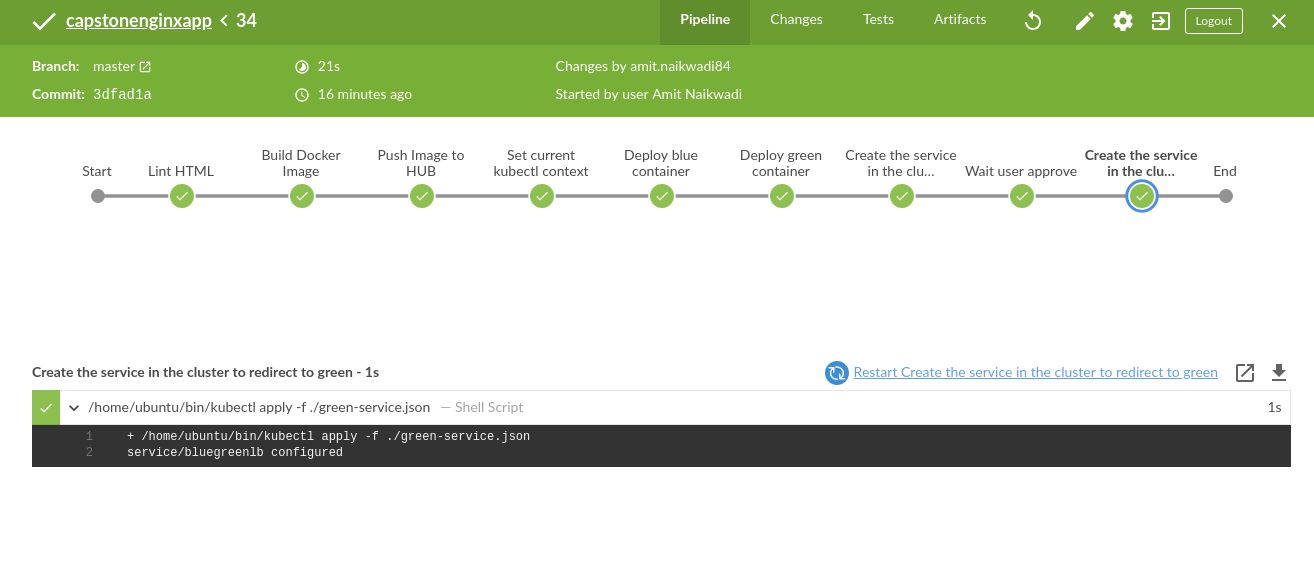 capstonenginxapp < 34
Pipeline
Changes
Tests
Artifacts
Logout
Branch: master
21s
Changes by amit.naikwadi84
Commit: 3dfad1a
16 minutes ago
Started by user Amit Naikwadi
Start
Lint HTML
Build Docker
Image
Push Image to
HUB
Set current
kubectl context
Deploy blue
container
Deploy green
container
Create the service
in the clu...
Wait user approve
Create the service
in the clu...
End
Create the service in the cluster to redirect to green - 1s
Restart Create the service in the cluster to redirect to green
/home/ubuntu/bin/kubectl apply -f ./green-service.json — Shell Script
1s
1 + /home/ubuntu/bin/kubectl apply -f ./green-service.json
2 service/bluegreenlb configured